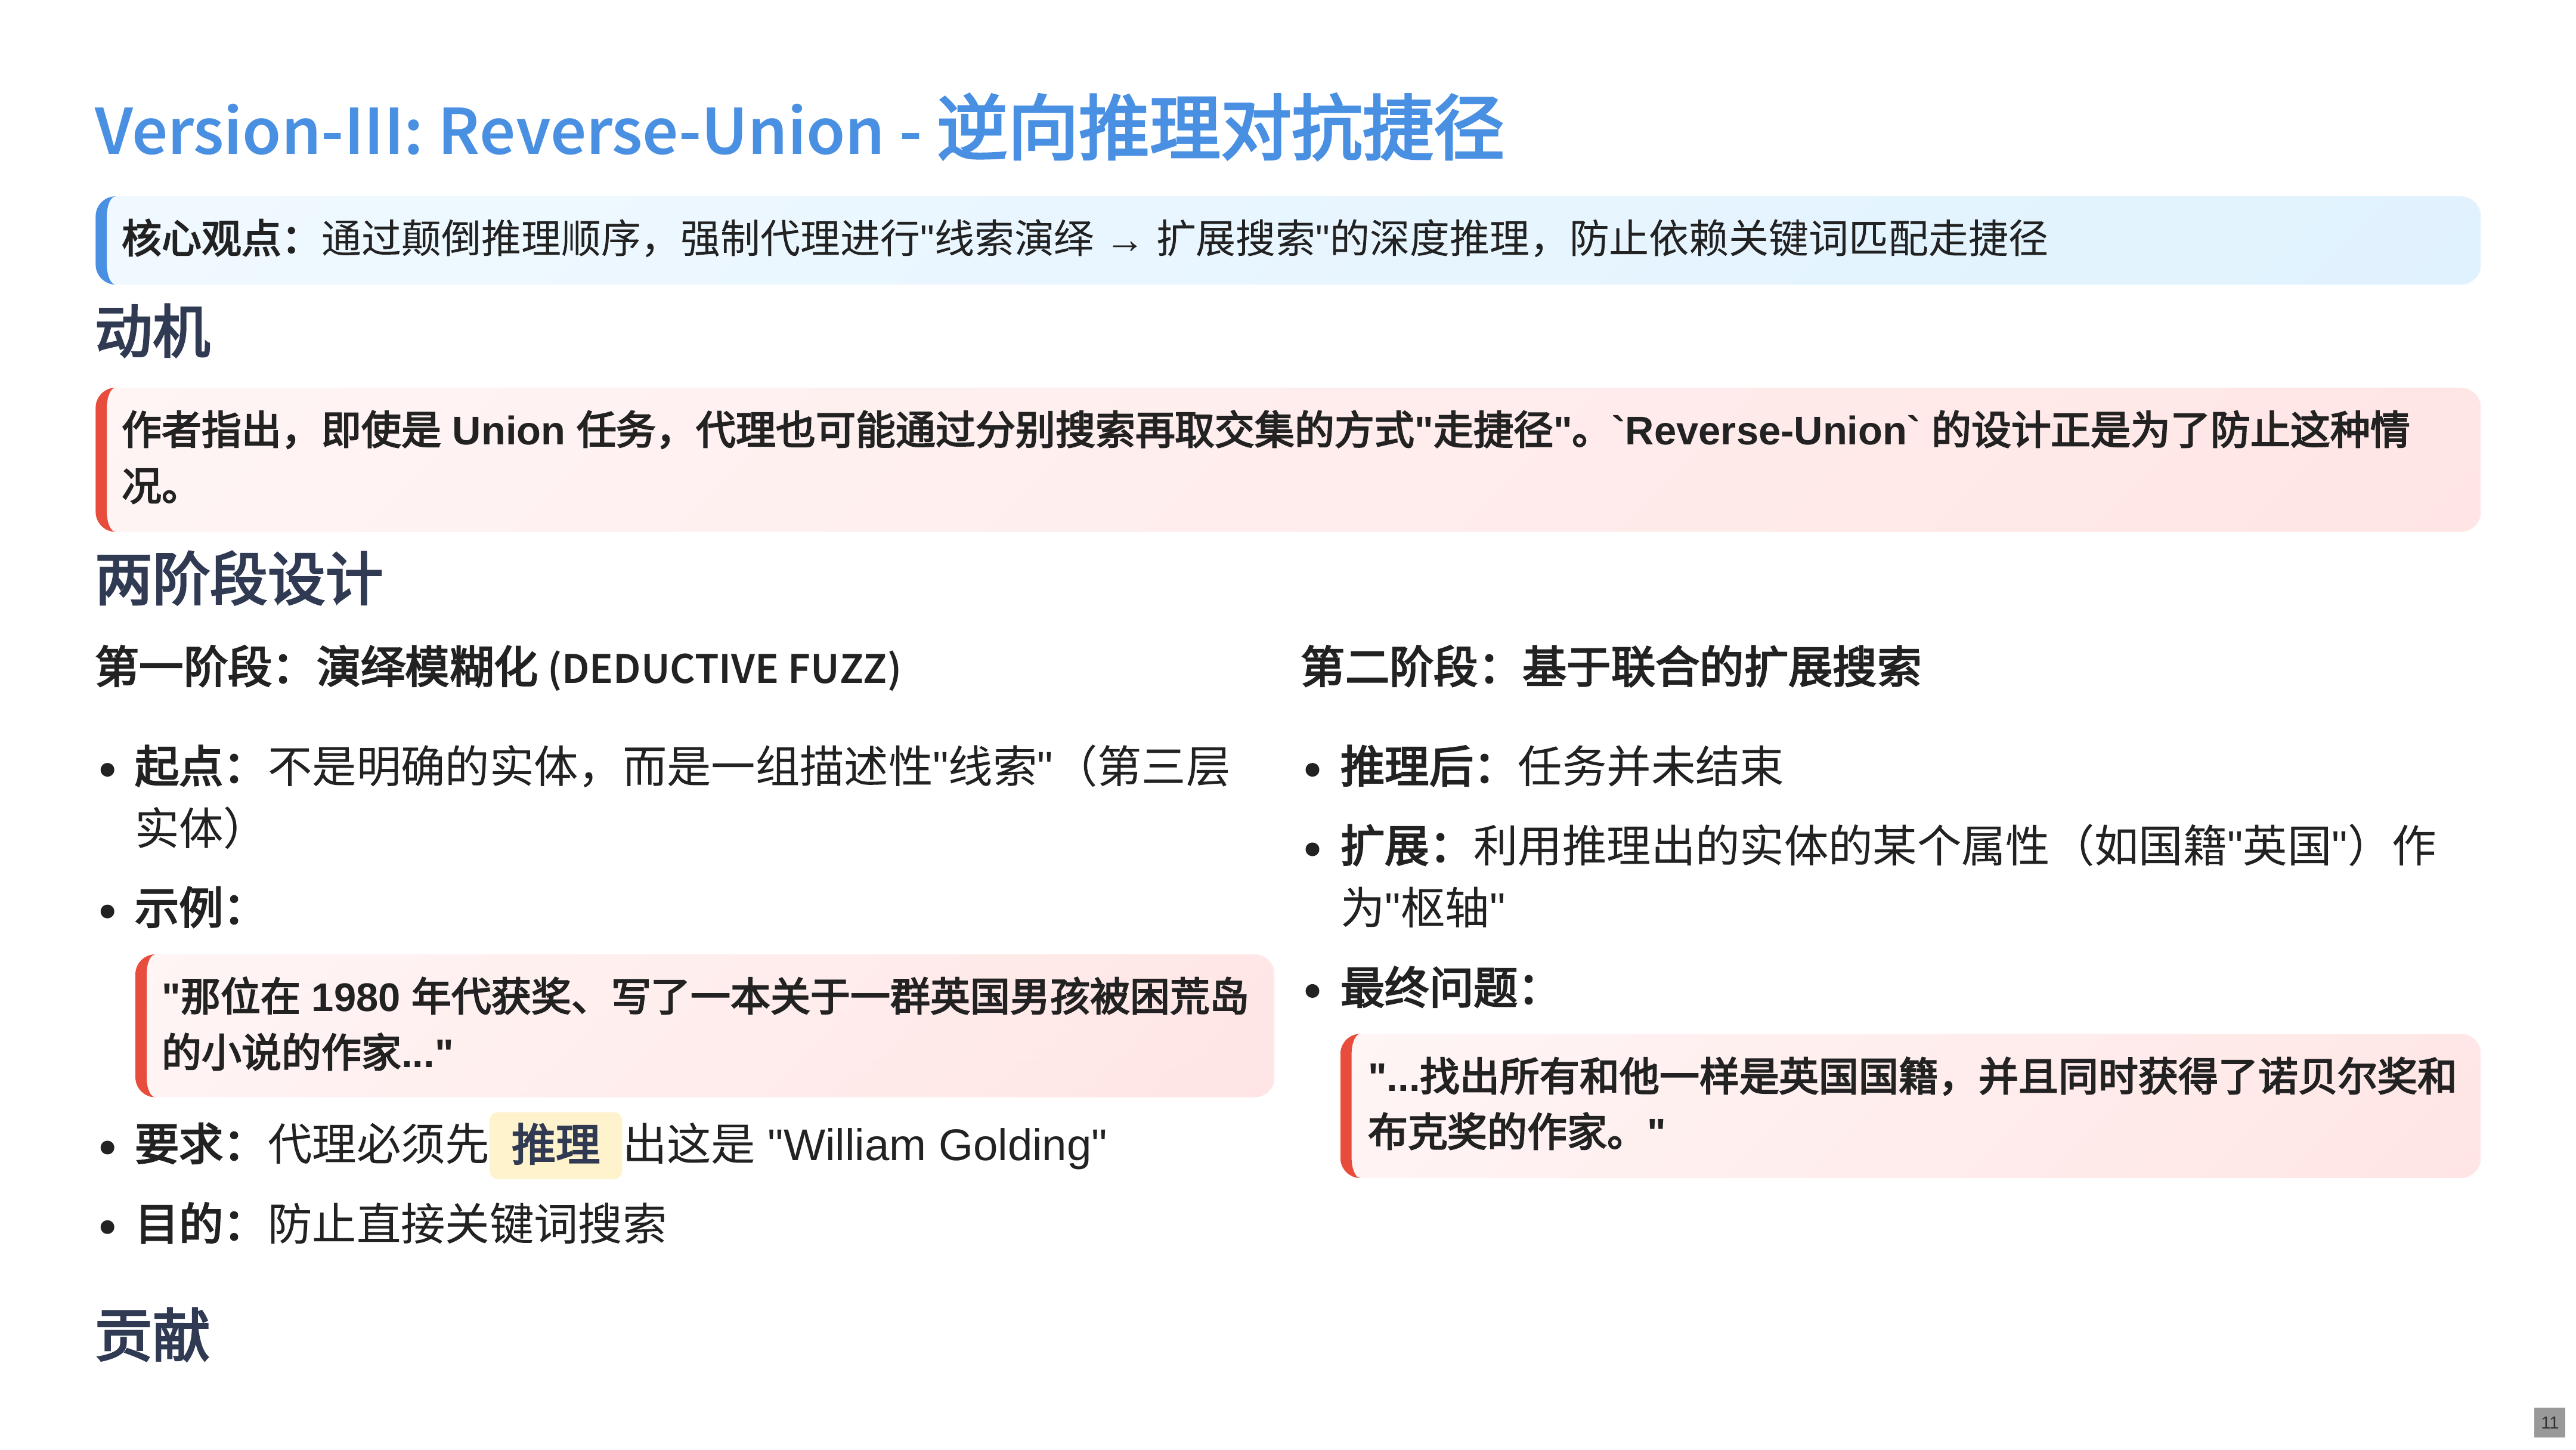 Version-III: Reverse-Union - 逆向推理对抗捷径
核心观点：通过颠倒推理顺序，强制代理进行"线索演绎 → 扩展搜索"的深度推理，防止依赖关键词匹配走捷径
动机
作者指出，即使是 Union 任务，代理也可能通过分别搜索再取交集的方式"走捷径"。`Reverse-Union` 的设计正是为了防止这种情
况。
两阶段设计
第一阶段：演绎模糊化 (DEDUCTIVE FUZZ)
• 起点：不是明确的实体，而是一组描述性"线索"（第三层
实体）
• 示例：
"那位在 1980 年代获奖、写了一本关于一群英国男孩被困荒岛
的小说的作家..."
• 要求：代理必须先 推理 出这是 "William Golding"
• 目的：防止直接关键词搜索
第二阶段：基于联合的扩展搜索
• 推理后：任务并未结束
• 扩展：利用推理出的实体的某个属性（如国籍"英国"）作
为"枢轴"
• 最终问题：
"...找出所有和他一样是英国国籍，并且同时获得了诺贝尔奖和
布克奖的作家。"
贡献
11